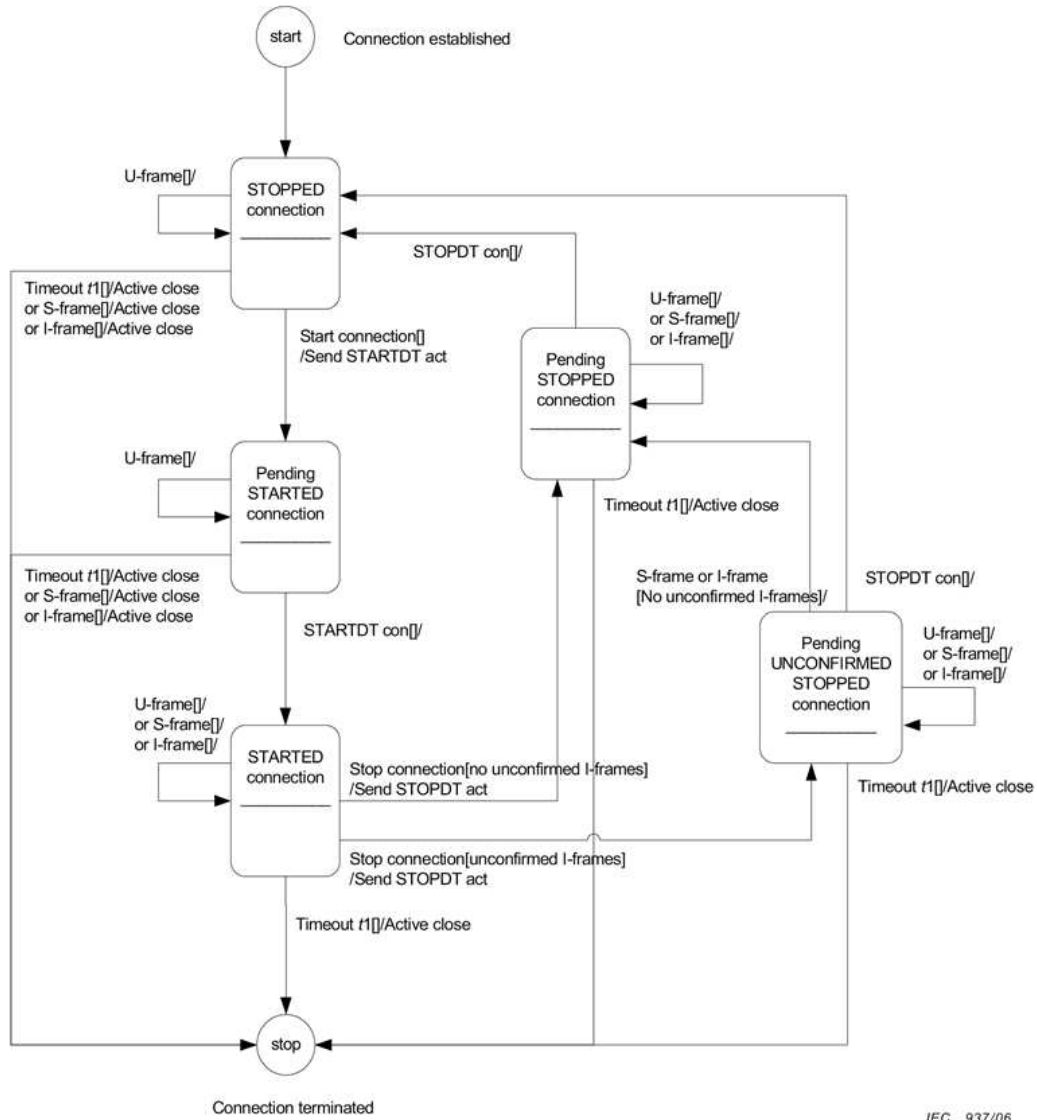 start
Connection established
U-frame[]/
STOPPED
connection
STOPDT con[]/
Timeout t1[]/Active close
or S-frame[]/Active close
or I-frame[]/Active close
U-frame[]/
or S-frame[]/
or I-frame[]/
Start connection[]
/Send STARTDT act
Pending
STOPPED
connection
U-frame[]/
Pending
STARTED
connection
Timeout t1[]/Active close
Timeout t1[]/Active close
or S-frame[]/Active close
or I-frame[]/Active close
S-frame or I-frame
[No unconfirmed I-frames]/
STOPDT con[]/
STARTDT con[]/
Pending
UNCONFIRMED
STOPPED
connection
U-frame[]/
or S-frame[]/
or I-frame[]/
U-frame[]/
or S-frame[]/
or I-frame[]/
STARTED
connection
Stop connection[no unconfirmed I-frames]
/Send STOPDT act
Timeout t1[]/Active close
Stop connection[unconfirmed I-frames]
/Send STOPDT act
Timeout t1[]/Active close
stop
Connection terminated
IEC 937/06